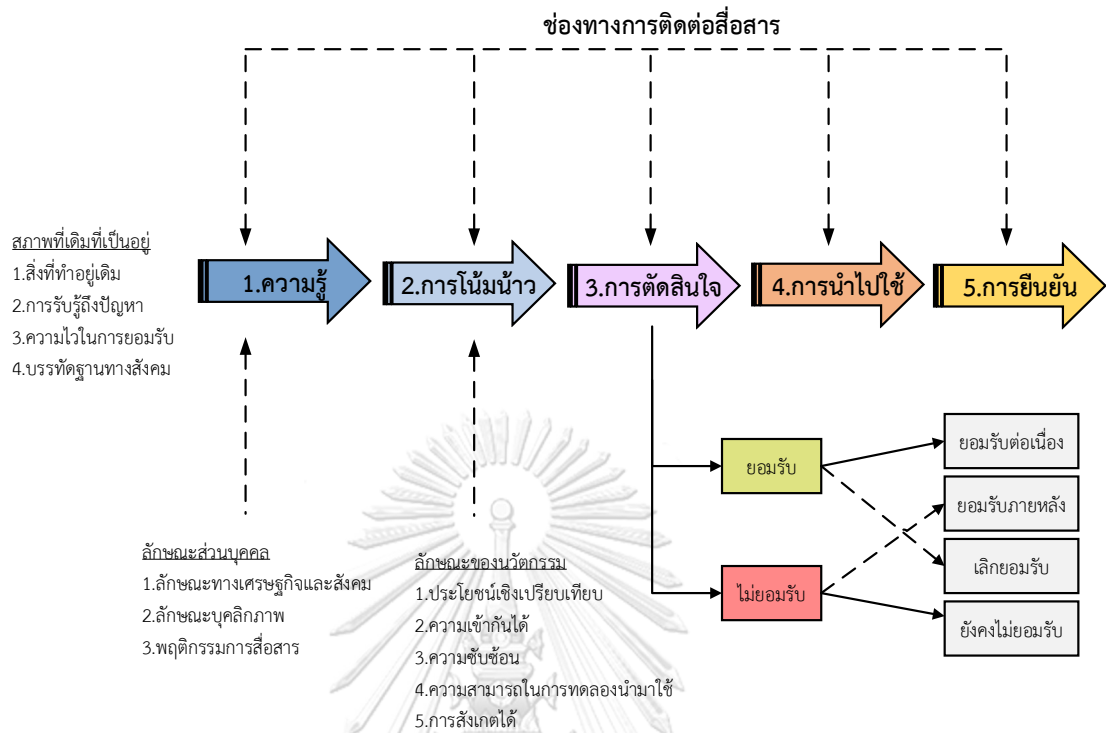 ช่องทางการติดต่อสื่อสาร
สภาพที่เดิมที่เป็นอยู่
1.สิ่งที่ทำอยู่เดิม
2.การรับรู้ถึงปัญหา
3.ความไวในการยอมรับ
4.บรรทัดฐานทางสังคม
1.ความรู้
2.การโน้มน้าว
3.การตัดสินใจ
4.การนำไปใช้
5.การยืนยัน
ยอมรับ
ไม่ยอมรับ
ยอมรับต่อเนื่อง
ยอมรับภายหลัง
เลิกยอมรับ
ยังคงไม่ยอมรับ
ลักษณะส่วนบุคคล
1.ลักษณะทางเศรษฐกิจและสังคม
2.ลักษณะบุคลิกภาพ
3.พฤติกรรมการสื่อสาร
ลักษณะของนวัตกรรม
1.ประโยชน์เชิงเปรียบเทียบ
2.ความเข้ากันได้
3.ความซับซ้อน
4.ความสามารถในการทดลองนำมาใช้
5.การสังเกตได้